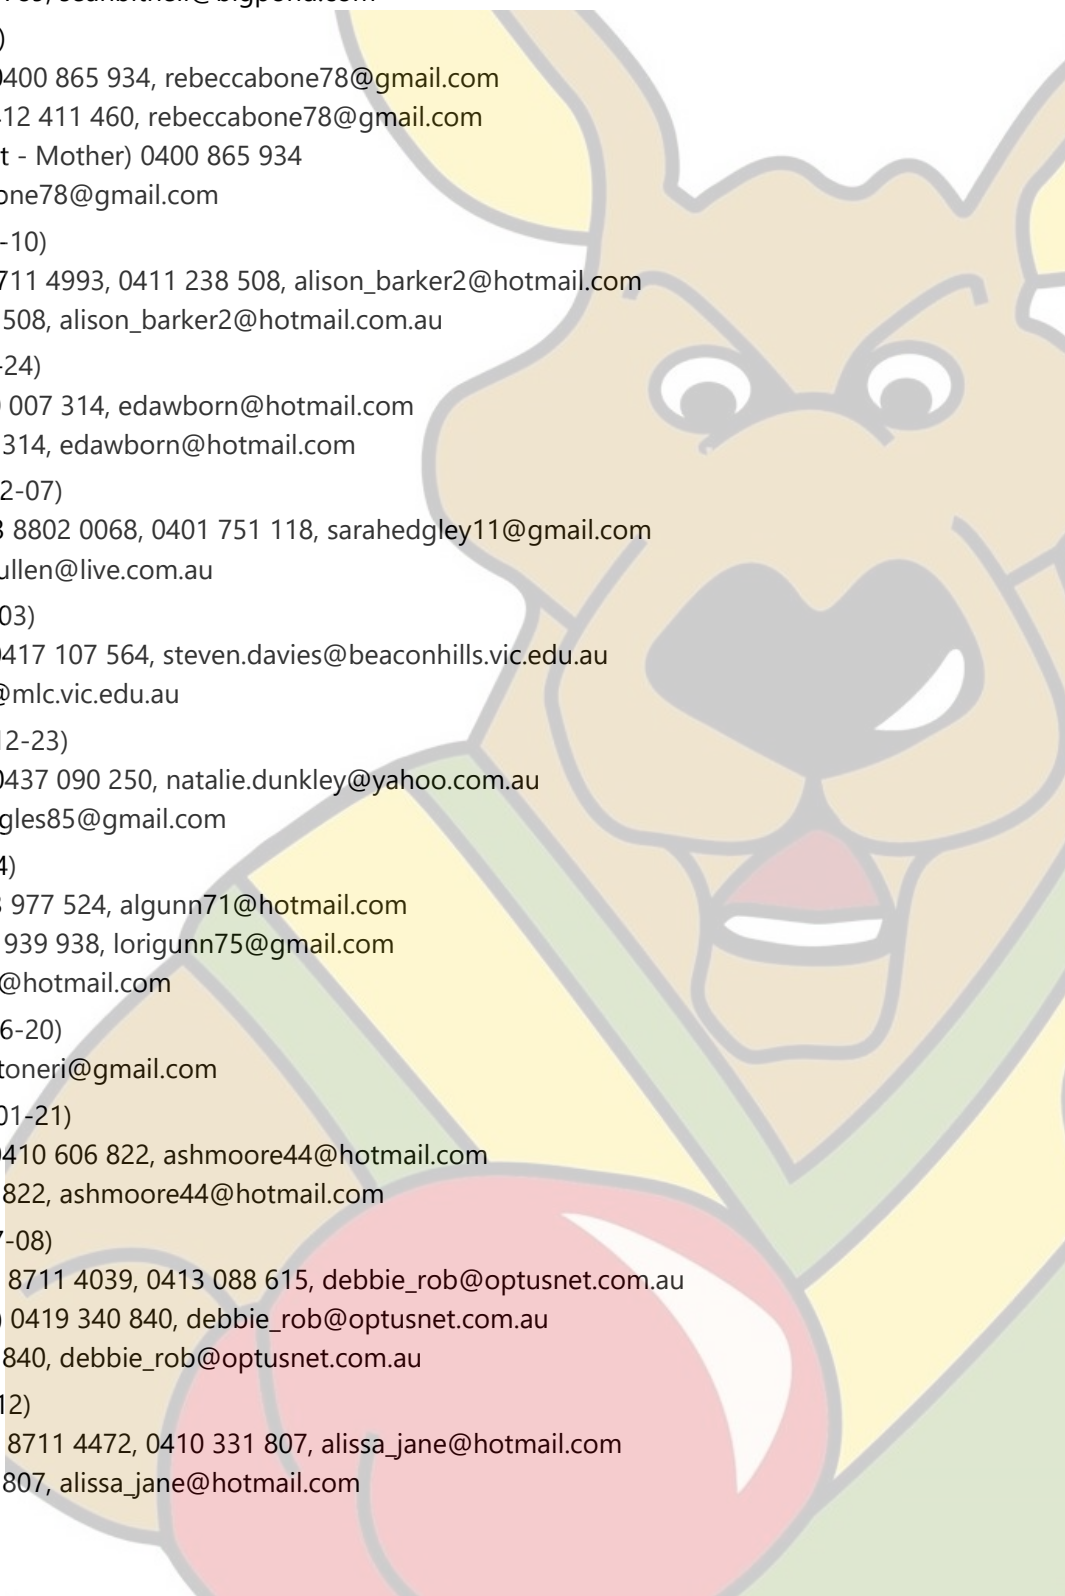 )
0400 865 934, rebeccabone78@gmail.com
12 411 460, rebeccabone78@gmail.com
t - Mother) 0400 865 934
one78@gmail.com
-10)
711 4993, 0411 238 508, alison_barker2@hotmail.com
508, alison_barker2@hotmail.com.au
-24)
007 314, edawborn@hotmail.com
314, edawborn@hotmail.com
2-07)
8802 0068, 0401 751 118, sarahedgley11@gmail.com
ullen@live.com.au
03)
0417 107 564, steven.davies@beaconhills.vic.edu.au
@mlc.vic.edu.au
12-23)
0437 090 250, natalie.dunkley@yahoo.com.au
gles85@gmail.com
4)
977 524, algunn71@hotmail.com
939 938, lorigunn75@gmail.com
@hotmail.com
6-20)
toneri@gmail.com
01-21)
0410 606 822, ashmoore44@hotmail.com
822, ashmoore44@hotmail.com
7-08)
8711 4039, 0413 088 615, debbie_rob@optusnet.com.au
) 0419 340 840, debbie_rob@optusnet.com.au
840, debbie_rob@optusnet.com.au
12)
8711 4472, 0410 331 807, alissa_jane@hotmail.com
807, alissa_jane@hotmail.com